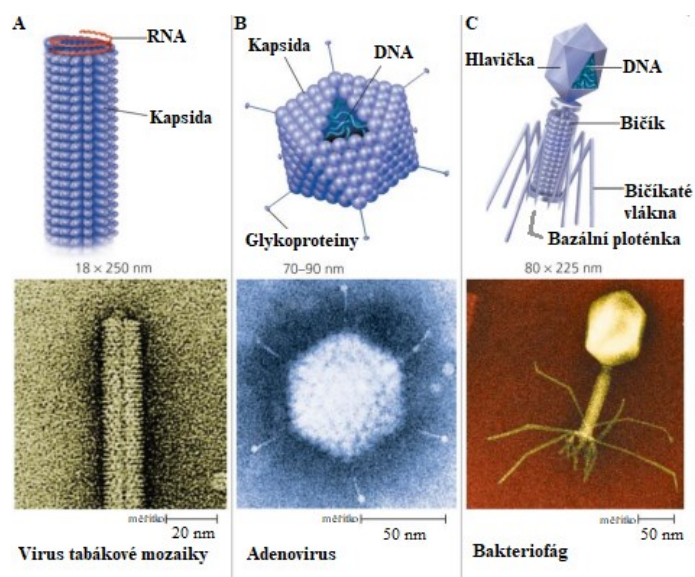 A
RNA
Kapsida
18 × 250 nm
měřítko
20 nm
Virus tabákové mozaiky
B
Kapsida
DNA
Glykoproteiny
70–90 nm
měřítko
50 nm
Adenovirus
C
Hlavička
DNA
Bičík
Bičíkaté
vlákna
Bazální ploténka
80 × 225 nm
měřítko
50 nm
Bakteriofág